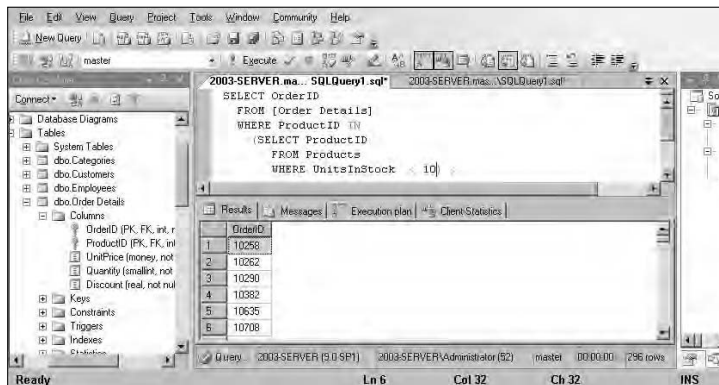 File Edit View Query Project Tools Window Community Help
New Query
master Execute
2003-SERVER.ma... SQLQuery1.sql* 2003-SERVER.mas...\SQLQuery1.sql
Connect
Database Diagrams
Tables
System Tables
dbo.Categories
dbo.Customers
dbo.Employees
dbo.Order Details
Columns
OrderID (PK, FK, int, r
ProductID (PK, FK, int
UnitPrice (money, not
Quantity (smallint, not
Discount (real, not nul
Keys
Constraints
Triggers
Indexes
Statistics
SELECT OrderID
FROM [Order Details]
WHERE ProductID IN
(SELECT ProductID
FROM Products
WHERE UnitsInStock < 10) ;
Results Messages Execution plan Client Statistics
OrderID
1 10258
2 10262
3 10290
4 10382
5 10635
6 10708
Query 2003-SERVER (9.0 SP1) 2003-SERVER\Administrator (52) master 00:00:00 296 rows
So
Ready Ln 6 Col 32 Ch 32 INS